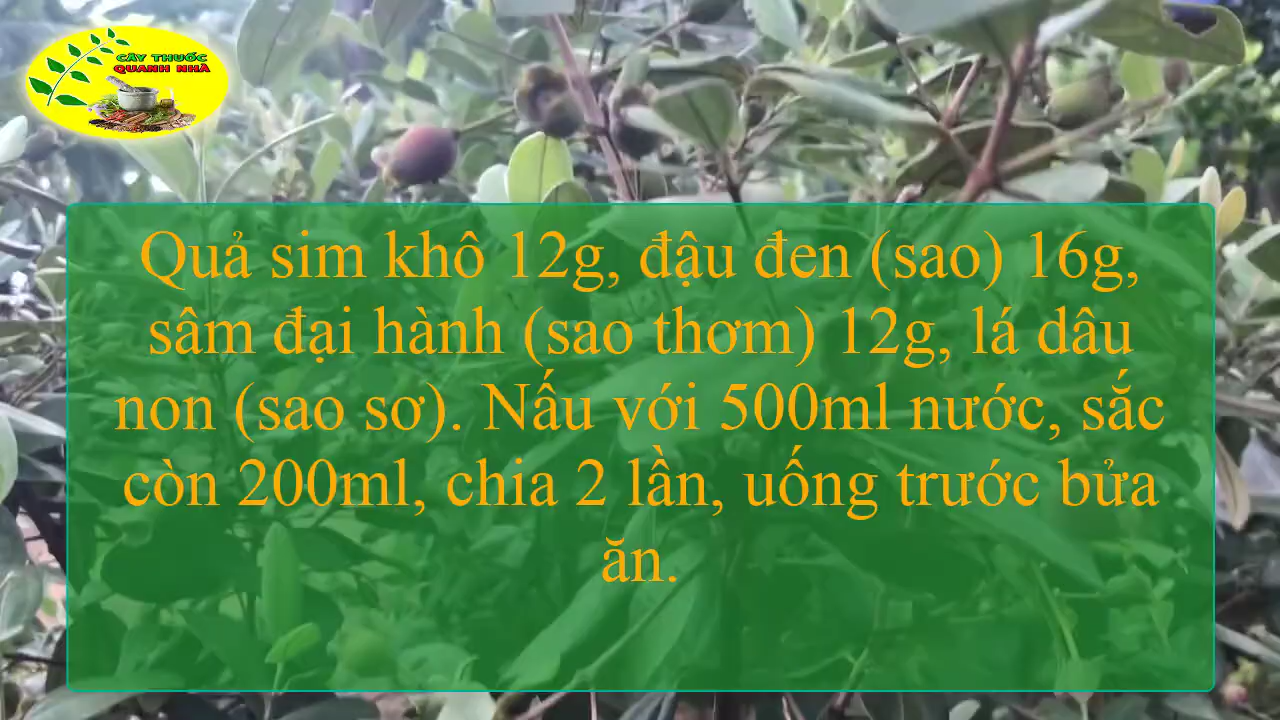 CÂY THUỐC
QUANH NHÀ
Quả sim khô 12g, đậu đen (sao) 16g,
sâm đại hành (sao thơm) 12g, lá dâu
non (sao sơ). Nấu với 500ml nước, sắc
còn 200ml, chia 2 lần, uống trước bửa
ăn.